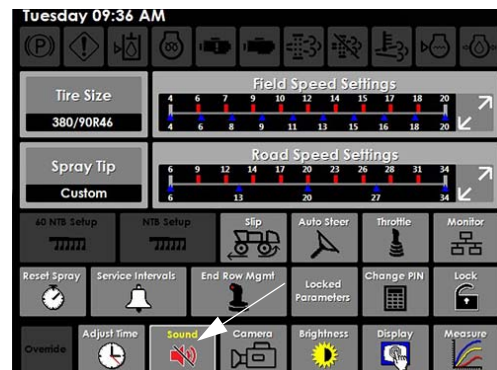 Tuesday 09:36 AM
Tire Size
380/90R46
Field Speed Settings
4 6 7 9 10 12 14 15 17 18 20
4 6 8 9 11 13 15 16 18 20
Spray Tip
Custom
Road Speed Settings
6 9 12 14 17 20 23 26 28 31 34
6 13 20 27 34
60 NTB Setup
NTB Setup
Slip
Auto Steer
Throttle
Monitor
Reset Spray
Service Intervals
End Row Mgmt
Locked
Parameters
Change PIN
Lock
Override
Adjust Time
Sound
Camera
Brightness
Display
Measure